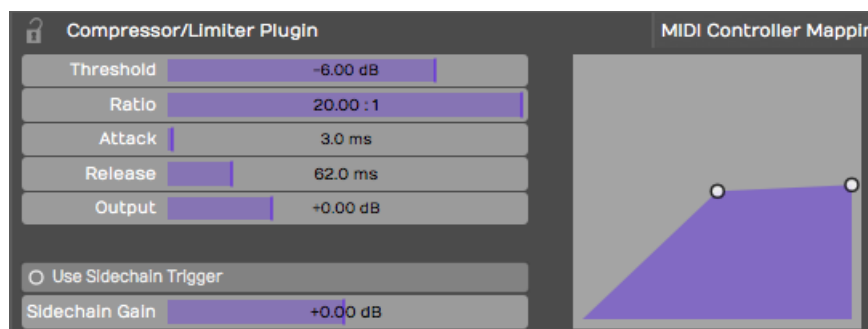 Compressor/Limiter Plugin
MIDI Controller Mappin
Threshold -6.00 dB
Ratio 20.00 : 1
Attack 3.0 ms
Release 62.0 ms
Output +0.00 dB
Use Sidechain Trigger
Sidechain Gain +0.00 dB